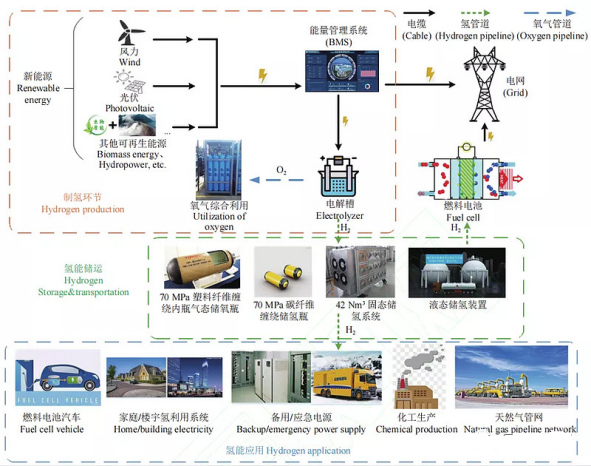 电缆
(Cable)
氢管道
(Hydrogen pipeline)
氧气管道
(Oxygen pipeline)
能量管理系统
(BMS)
风力
Wind
新能源
Renewable
energy
光伏
Photovoltaic
电网
(Grid)
其他可再生能源
Biomass energy、
Hydropower, etc.
O₂
制氢环节
Hydrogen production
氧气综合利用
Utilization of
oxygen
电解槽
Electrolyzer
H₂
燃料电池
Fuel cell
H₂
氢能储运
Hydrogen
Storage&transportation
70 MPa 塑料纤维缠
绕内瓶气态储氧瓶
70 MPa 碳纤维
缠绕储氢瓶
42 Nm³ 固态储
氢系统
液态储氢装置
H₂
FUEL CELL VEHICLE
燃料电池汽车
Fuel cell vehicle
家庭/楼宇氢利用系统
Home/building electricity
备用/应急电源
Backup/emergency power supply
化工生产
Chemical production
天然气管网
Natural gas pipeline network
氢能应用 Hydrogen application